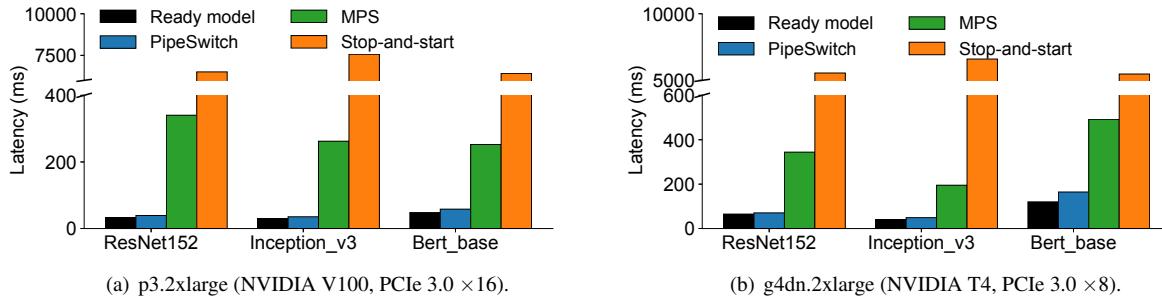 10000
7500
400
200
0
Latency (ms)
Ready model
PipeSwitch
MPS
Stop-and-start
ResNet152
Inception_v3
Bert_base
(a) p3.2xlarge (NVIDIA V100, PCIe 3.0 ×16).
10000
5000
600
400
200
0
Latency (ms)
Ready model
PipeSwitch
MPS
Stop-and-start
ResNet152
Inception_v3
Bert_base
(b) g4dn.2xlarge (NVIDIA T4, PCIe 3.0 ×8).